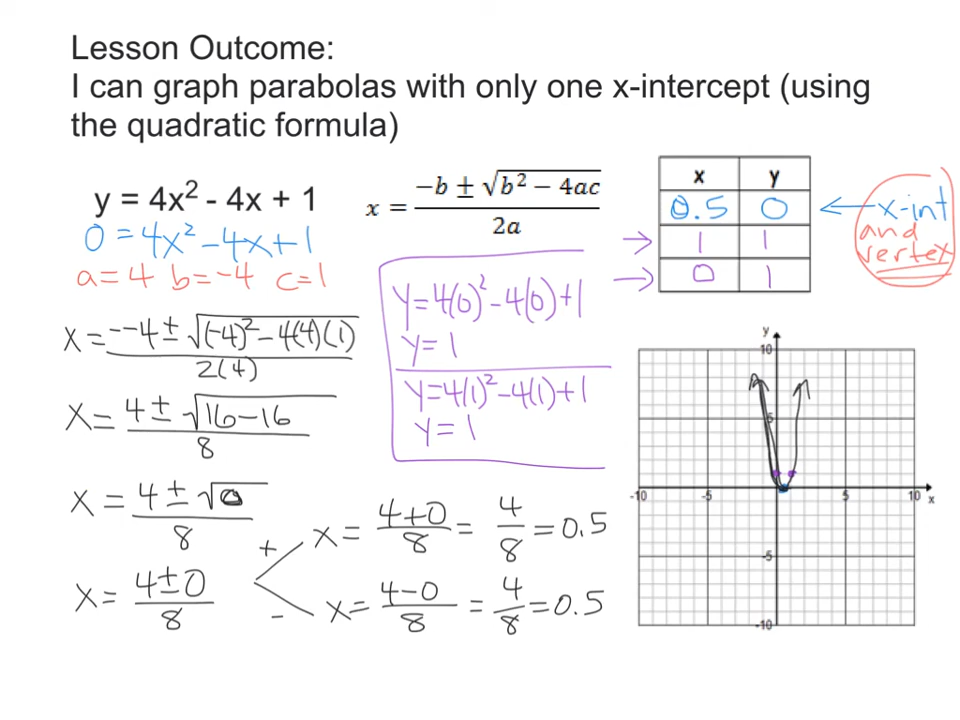 Lesson Outcome:
I can graph parabolas with only one x-intercept (using
the quadratic formula)
y = 4x² - 4x + 1
0 = 4x² - 4x + 1
a = 4 b = -4 c = 1
x = (-b ± √(b² − 4ac)) / 2a
x y
0.5 0
1 1
0 1
← x-int
and
vertex
x = (--4 ± √((-4)² - 4(4)(1))) / 2(4)
x = (4 ± √(16-16)) / 8
x = (4 ± √0) / 8
x = (4 ± 0) / 8
y = 4(0)² - 4(0) + 1
y = 1
y = 4(1)² - 4(1) + 1
y = 1
+ x = (4+0) / 8 = 4/8 = 0.5
- x = (4-0) / 8 = 4/8 = 0.5
y
10
5
-10 -5 5 10 x
-5
-10